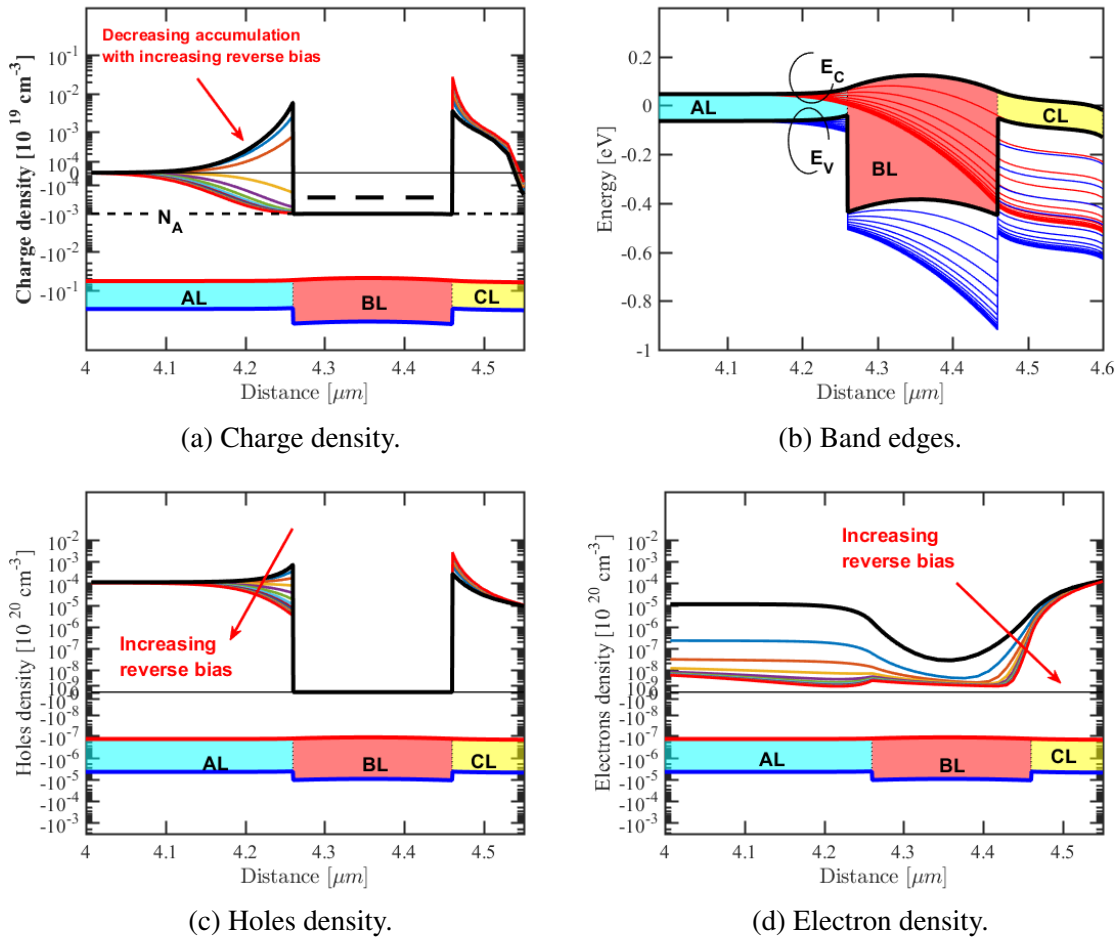 Decreasing accumulation
with increasing reverse bias
Charge density [10^19 cm^-3]
10^-1
10^-2
10^-3
10^-4
0
-10^-4
-10^-3
-10^-2
-10^-1
N_A
AL
BL
CL
4 4.1 4.2 4.3 4.4 4.5
Distance [μm]
(a) Charge density.
Energy [eV]
0.2
0
-0.2
-0.4
-0.6
-0.8
-1
E_C
E_V
AL
BL
CL
4 4.1 4.2 4.3 4.4 4.5 4.6
Distance [μm]
(b) Band edges.
Holes density [10^20 cm^-3]
10^-2
10^-3
10^-4
10^-5
10^-6
10^-7
10^-8
10^-9
0
-10^-8
-10^-7
-10^-6
-10^-5
-10^-4
-10^-3
Increasing
reverse bias
AL
BL
CL
4 4.1 4.2 4.3 4.4 4.5
Distance [μm]
(c) Holes density.
Electrons density [10^20 cm^-3]
10^-2
10^-3
10^-4
10^-5
10^-6
10^-7
10^-8
10^-9
0
-10^-8
-10^-7
-10^-6
-10^-5
-10^-4
-10^-3
Increasing
reverse bias
AL
BL
CL
4 4.1 4.2 4.3 4.4 4.5
Distance [μm]
(d) Electron density.